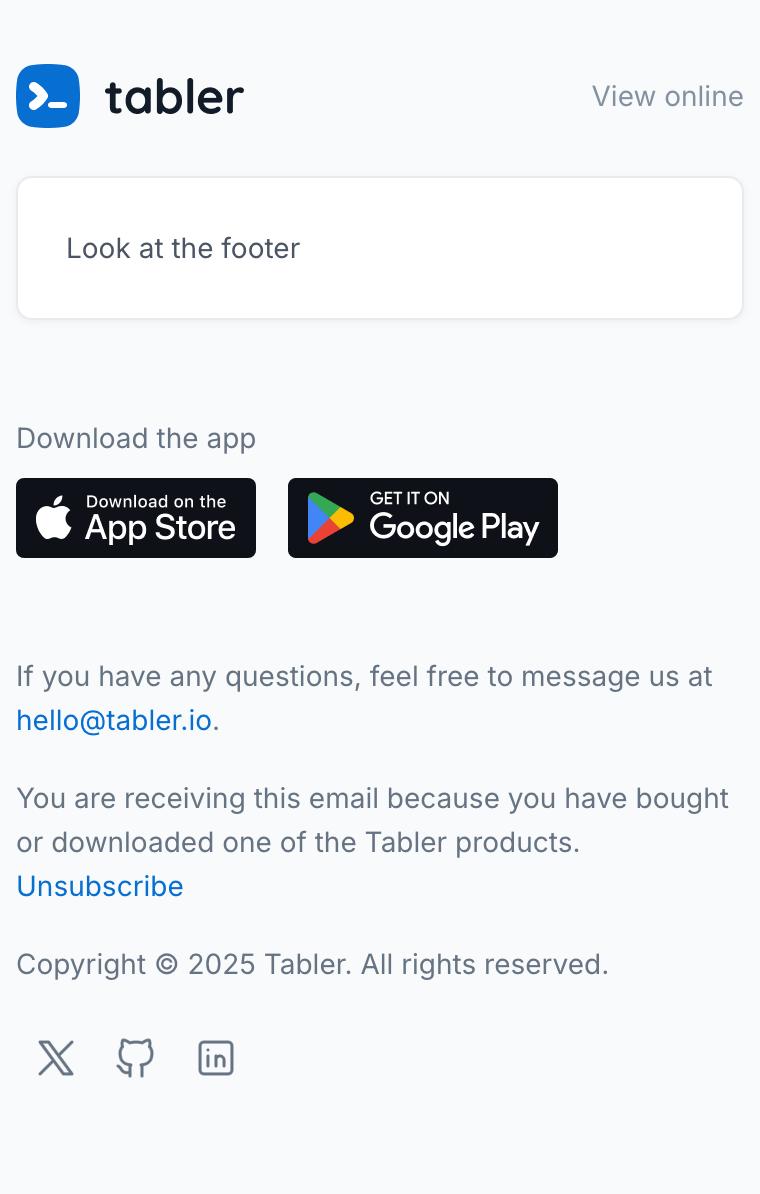 tabler
View online
Look at the footer
Download the app
Download on the
App Store
GET IT ON
Google Play
If you have any questions, feel free to message us at
hello@tabler.io.
You are receiving this email because you have bought
or downloaded one of the Tabler products.
Unsubscribe
Copyright © 2025 Tabler. All rights reserved.
in